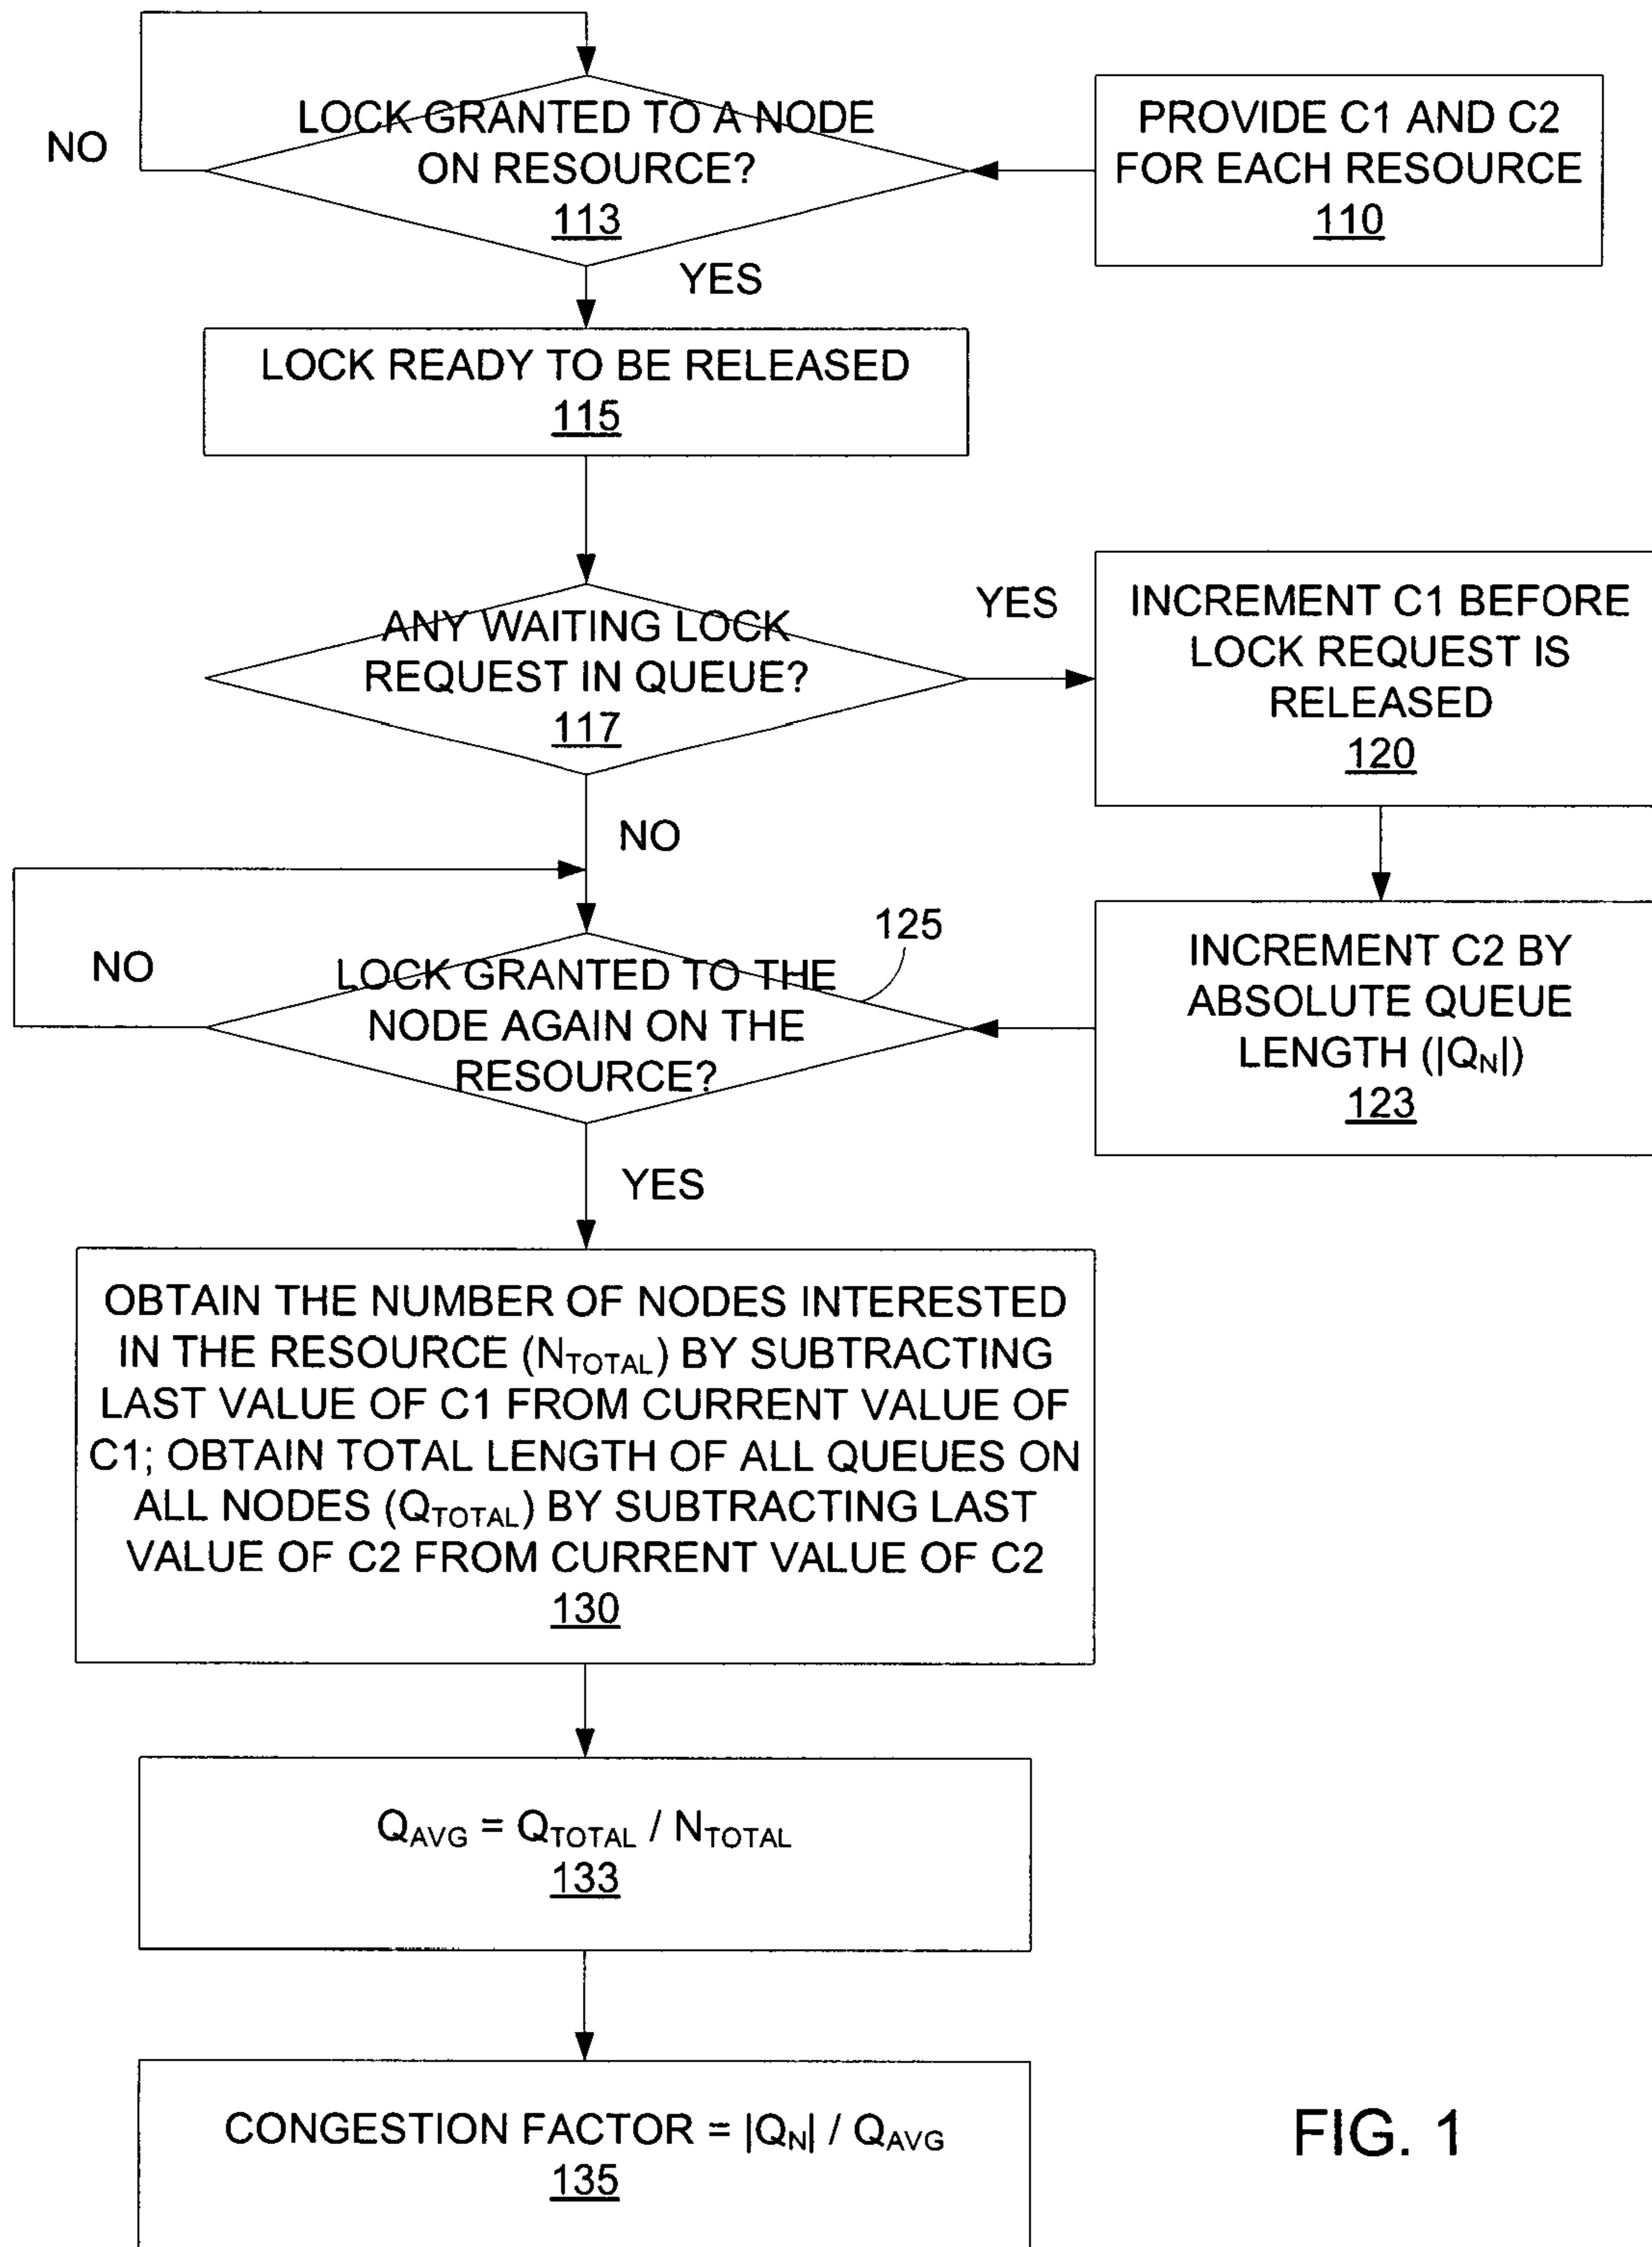 LOCK GRANTED TO A NODE
ON RESOURCE?
113
NO
PROVIDE C1 AND C2
FOR EACH RESOURCE
110
YES
LOCK READY TO BE RELEASED
115
ANY WAITING LOCK
REQUEST IN QUEUE?
117
YES
INCREMENT C1 BEFORE
LOCK REQUEST IS
RELEASED
120
NO
125
NO
LOCK GRANTED TO THE
NODE AGAIN ON THE
RESOURCE?
INCREMENT C2 BY
ABSOLUTE QUEUE
LENGTH (|QN|)
123
YES
OBTAIN THE NUMBER OF NODES INTERESTED
IN THE RESOURCE (NTOTAL) BY SUBTRACTING
LAST VALUE OF C1 FROM CURRENT VALUE OF
C1; OBTAIN TOTAL LENGTH OF ALL QUEUES ON
ALL NODES (QTOTAL) BY SUBTRACTING LAST
VALUE OF C2 FROM CURRENT VALUE OF C2
130
QAVG = QTOTAL / NTOTAL
133
CONGESTION FACTOR = |QN| / QAVG
135
FIG. 1